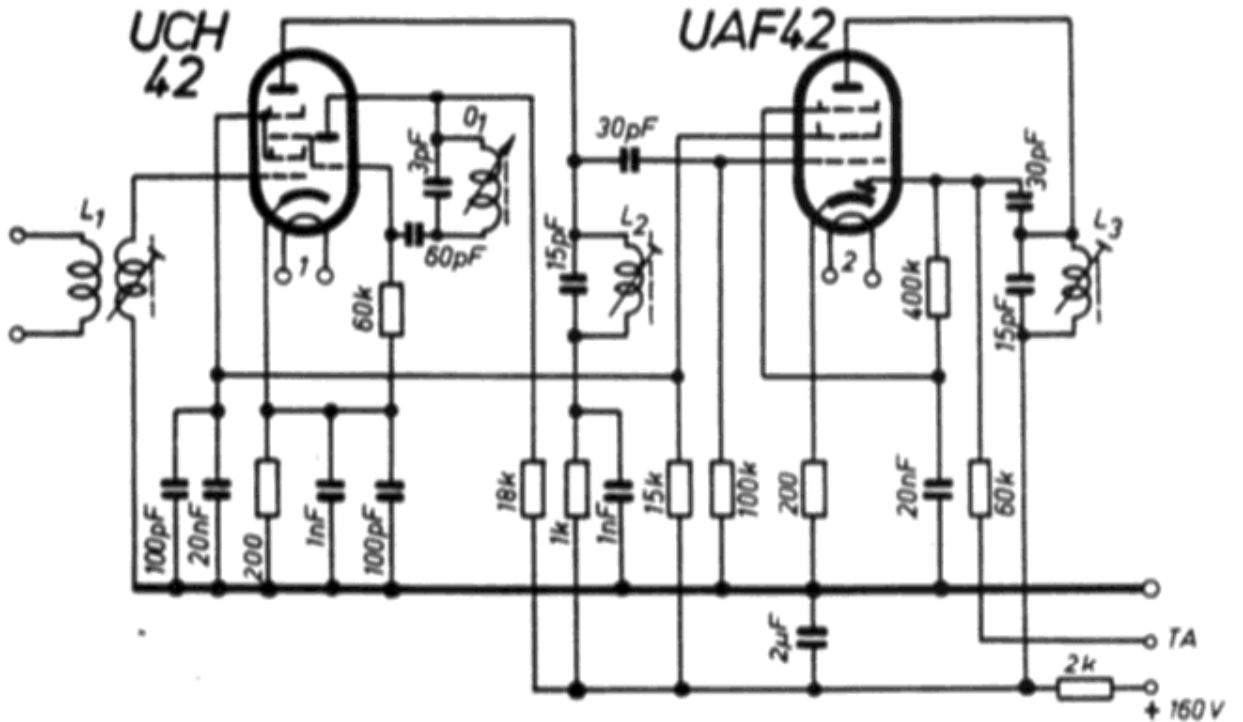 UCH
42
UAF42
L1
3pF
O1
60pF
1
60k
15pF
L2
30pF
2
400k
30pF
15pF
L3
100pF
20nF
200
1nF
100pF
18k
1k
1nF
15k
100k
200
20nF
60k
2µF
TA
2k
+ 160V